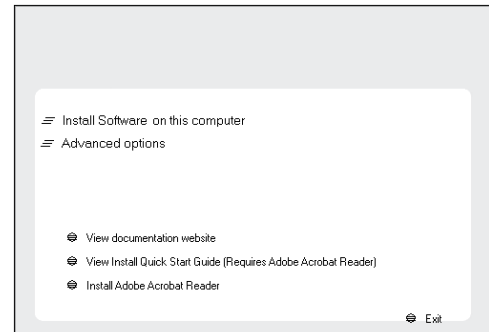 Install Software on this computer
Advanced options
View documentation website
View Install Quick Start Guide (Requires Adobe Acrobat Reader)
Install Adobe Acrobat Reader
Exit